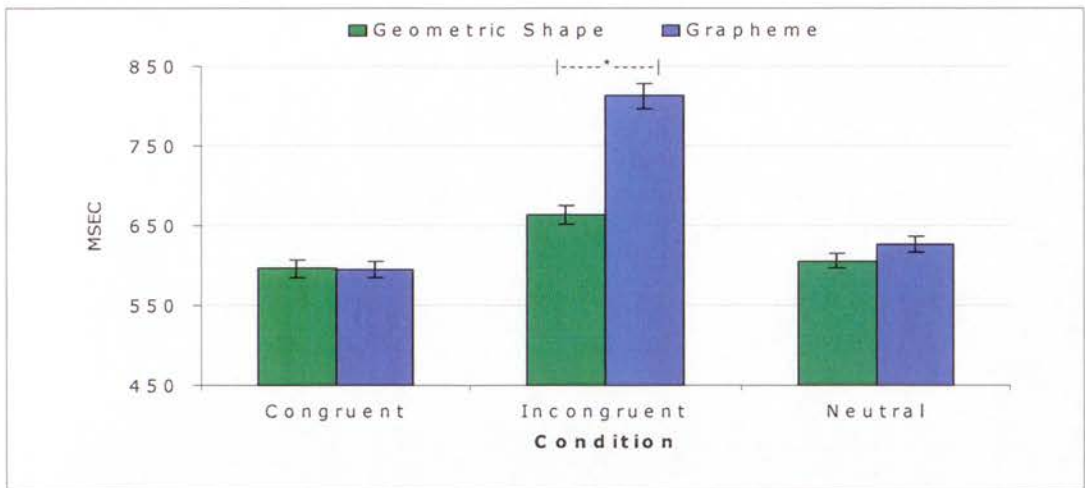 Geometric Shape Grapheme
*
850
750
650
550
450
MSEC
Congruent Incongruent Neutral
Condition